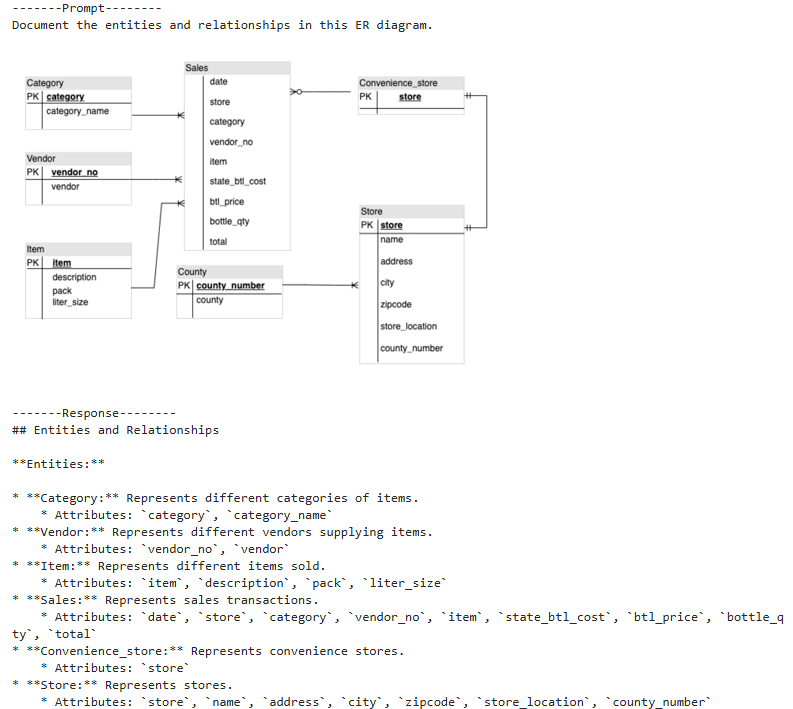 -------Prompt--------
Document the entities and relationships in this ER diagram.
Category
PK category
category_name
Vendor
PK vendor_no
vendor
Item
PK item
description
pack
liter_size
Sales
date
store
category
vendor_no
item
state_btl_cost
btl_price
bottle_qty
total
County
PK county_number
county
Convenience_store
PK store
Store
PK store
name
address
city
zipcode
store_location
county_number
-------Response--------
## Entities and Relationships
**Entities:**
* **Category:** Represents different categories of items.
* Attributes: `category`, `category_name`
* **Vendor:** Represents different vendors supplying items.
* Attributes: `vendor_no`, `vendor`
* **Item:** Represents different items sold.
* Attributes: `item`, `description`, `pack`, `liter_size`
* **Sales:** Represents sales transactions.
* Attributes: `date`, `store`, `category`, `vendor_no`, `item`, `state_btl_cost`, `btl_price`, `bottle_q
ty`, `total`
* **Convenience_store:** Represents convenience stores.
* Attributes: `store`
* **Store:** Represents stores.
* Attributes: `store`, `name`, `address`, `city`, `zipcode`, `store_location`, `county_number`